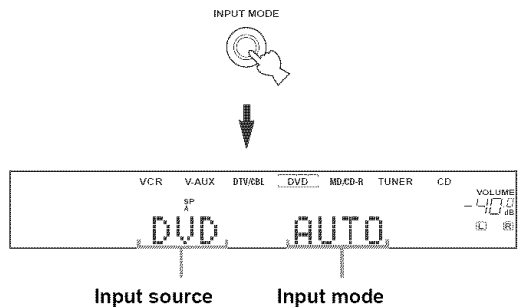 INPUT MODE
VCR V-AUX DTV/CBL DVD MD/CD-R TUNER CD
VOLUME
SP
A
-40.0 dB
DVD AUTO
L R
Input source Input mode